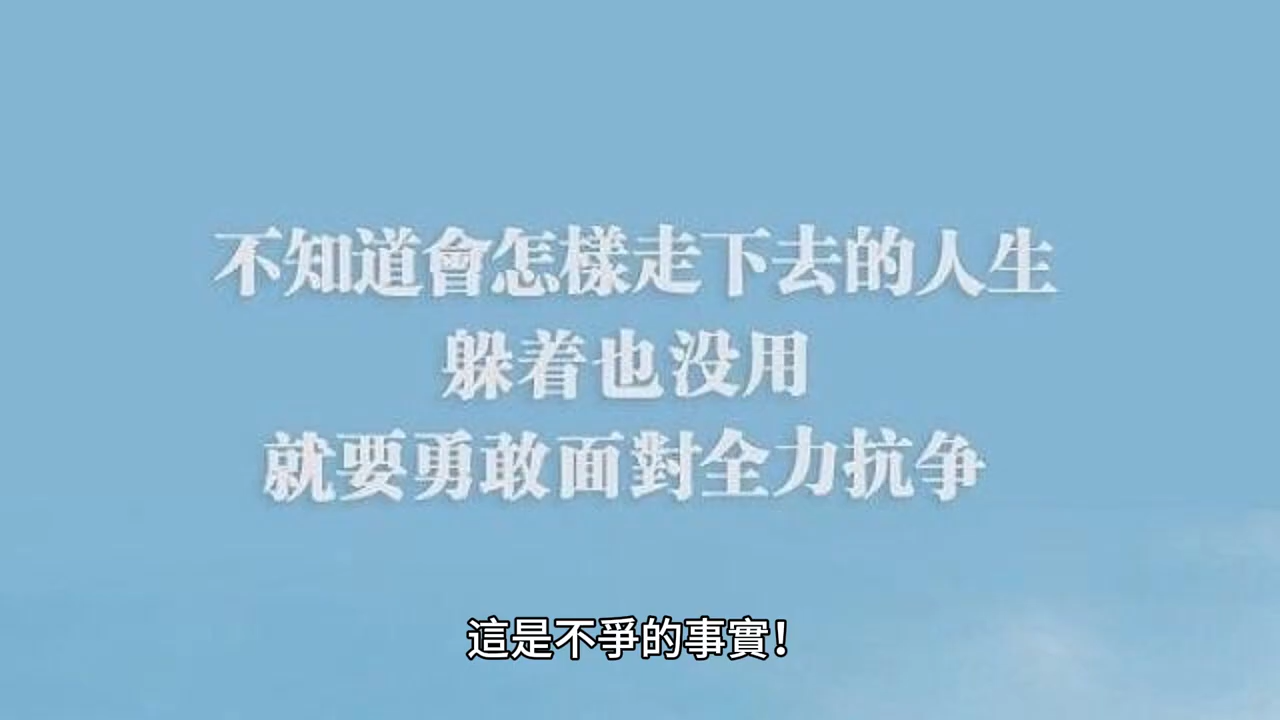 不知道會怎樣走下去的人生
躲着也没用
就要勇敢面對全力抗争
這是不爭的事實！